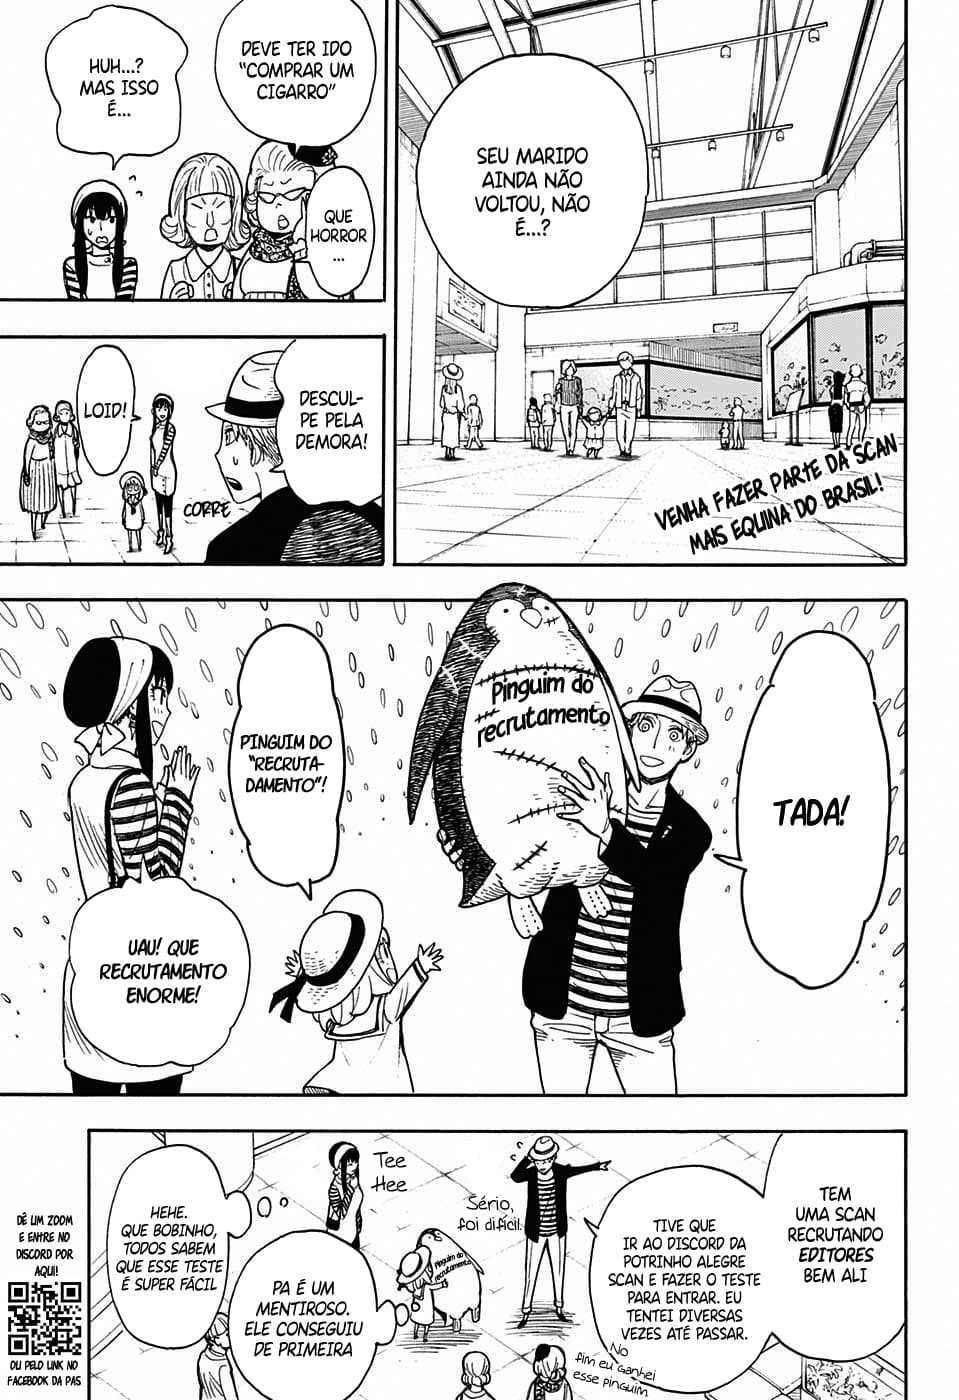 SEU MARIDO
AINDA NÃO
VOLTOU, NÃO
É...?
VENHA FAZER PARTE DA SCAN
MAIS EQUINA DO BRASIL!
DEVE TER IDO
“COMPRAR UM
CIGARRO”
QUE
HORROR
...
HUH...?
MAS ISSO
É...
DESCUL-
PE PELA
DEMORA!
CORRE
LOID!
TADA!
Pinguim do
recrutamento
PINGUIM DO
“RECRUTA-
DAMENTO”!
UAU! QUE
RECRUTAMENTO
ENORME!
TEM
UMA SCAN
RECRUTANDO
EDITORES
BEM ALI
TIVE QUE
IR AO DISCORD DA
POTRINHO ALEGRE
SCAN E FAZER O TESTE
PARA ENTRAR. EU
TENTEI DIVERSAS
VEZES ATÉ PASSAR.
NO
fim eu Ganhei
esse pinguim
Sério,
foi difícil.
Pinguim do
recrutamento
Tee
Hee
PA É UM
MENTIROSO.
ELE CONSEGUIU
DE PRIMEIRA
HEHE.
QUE BOBINHO,
TODOS SABEM
QUE ESSE TESTE
É SUPER FÁCIL
DÊ UM ZOOM
E ENTRE NO
DISCORD POR
AQUI!
OU PELO LINK NO
FACEBOOK DA PAS